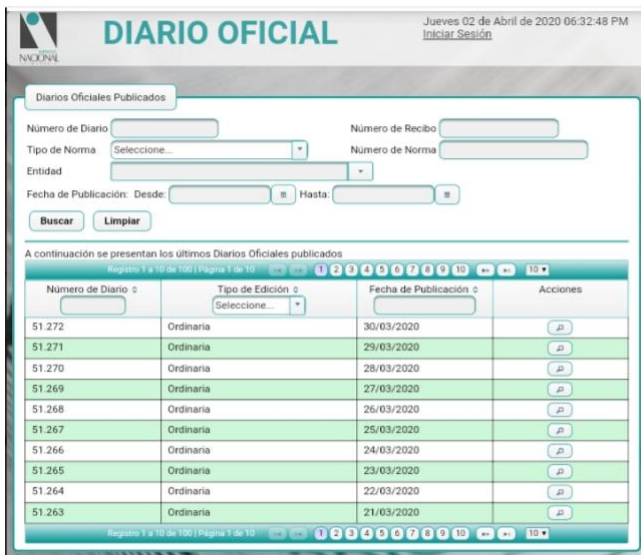 NACIONAL
DIARIO OFICIAL
Jueves 02 de Abril de 2020 06:32:48 PM
Iniciar Sesión
Diarios Oficiales Publicados
Número de Diario
Número de Recibo
Tipo de Norma Seleccione...
Número de Norma
Entidad
Fecha de Publicación: Desde: Hasta:
Buscar Limpiar
A continuación se presentan los últimos Diarios Oficiales publicados
Registro 1 a 10 de 100 | Página 1 de 10 1 2 3 4 5 6 7 8 9 10 10
Número de Diario Tipo de Edición Fecha de Publicación Acciones
Seleccione...
51.272 Ordinaria 30/03/2020
51.271 Ordinaria 29/03/2020
51.270 Ordinaria 28/03/2020
51.269 Ordinaria 27/03/2020
51.268 Ordinaria 26/03/2020
51.267 Ordinaria 25/03/2020
51.266 Ordinaria 24/03/2020
51.265 Ordinaria 23/03/2020
51.264 Ordinaria 22/03/2020
51.263 Ordinaria 21/03/2020
Registro 1 a 10 de 100 | Página 1 de 10 1 2 3 4 5 6 7 8 9 10 10